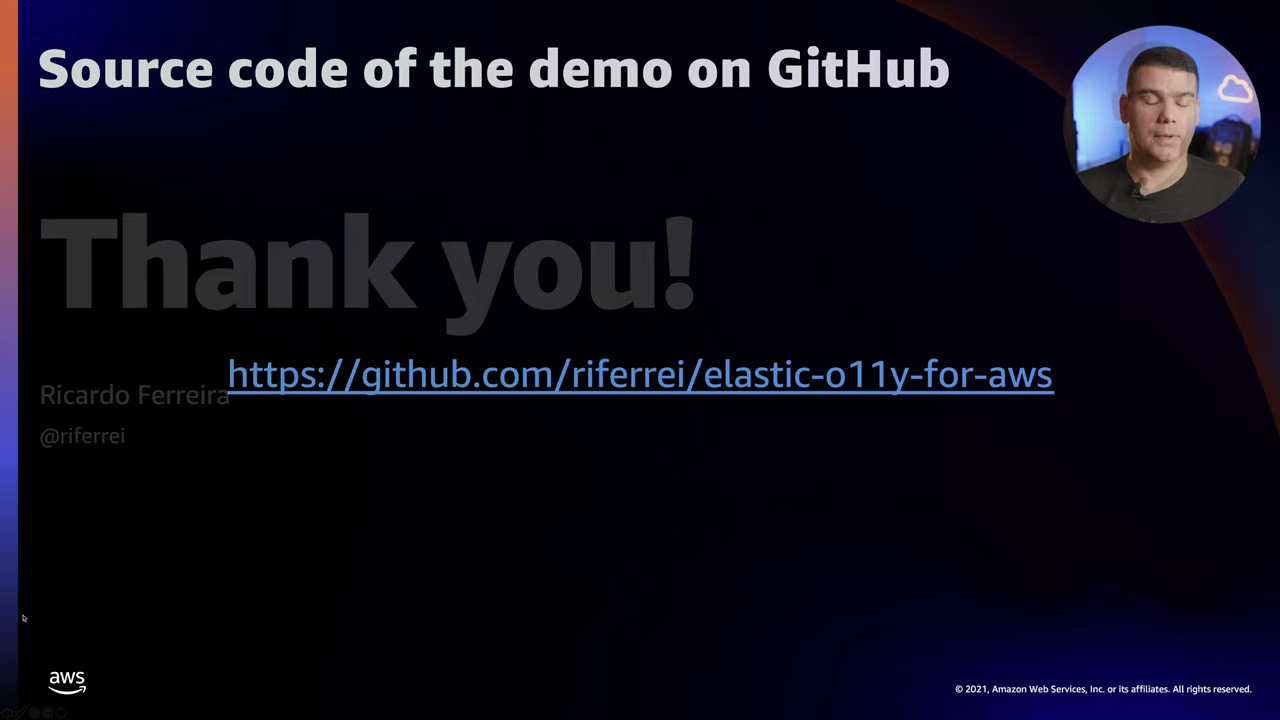 Source code of the demo on GitHub
Thank you!
https://github.com/riferrei/elastic-o11y-for-aws
Ricardo Ferreira
@riferrei
aws
© 2021, Amazon Web Services, Inc. or its affiliates. All rights reserved.